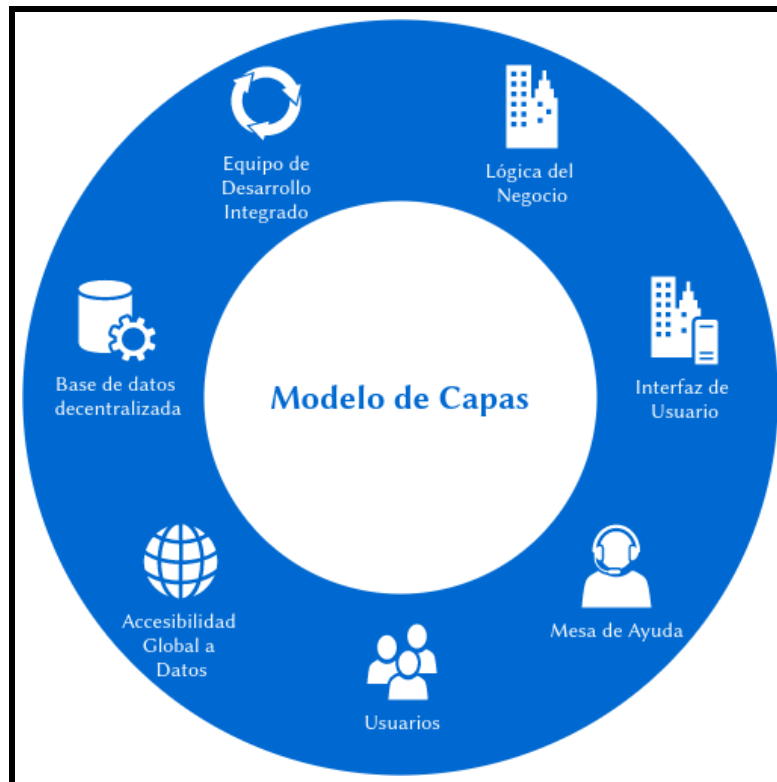 Equipo de
Desarrollo
Integrado
Lógica del
Negocio
Base de datos
decentralizada
Modelo de Capas
Interfaz de
Usuario
Accesibilidad
Global a
Datos
Mesa de Ayuda
Usuarios